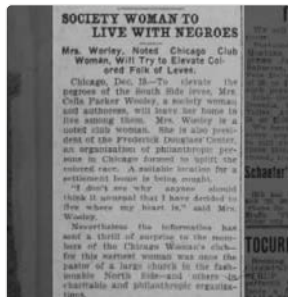 SOCIETY WOMAN TO
LIVE WITH NEGROES
Mrs. Worley, Noted Chicago Club
Woman, Will Try to Elevate Col-
ored Folk of Levee.
Chicago, Dec. 18—To elevate the
negroes of the South Side levee, Mrs.
Celia Parker Wooley, a society woman
and authoress, will leave her home in
live among them. Mrs. Wooley is a
noted club woman. She is also presi-
dent of the Frederick Douglass Center,
an organization of philanthropic per-
sons in Chicago formed to uplift the
colored race. A suitable location for a
settlement home is being sought.
"I don't see why anyone should
think it unusual that I have decided to
live where my heart is," said Mrs.
Wooley.
Nevertheless the information has
sent a thrill of surprise to the mem-
bers of the Chicago Woman's club—
for this earnest woman was once the
pastor of a large church in the fash-
ionable North Side—and others in
charitable and philanthropic organiza-
tions.
Schaefer
TOCURI